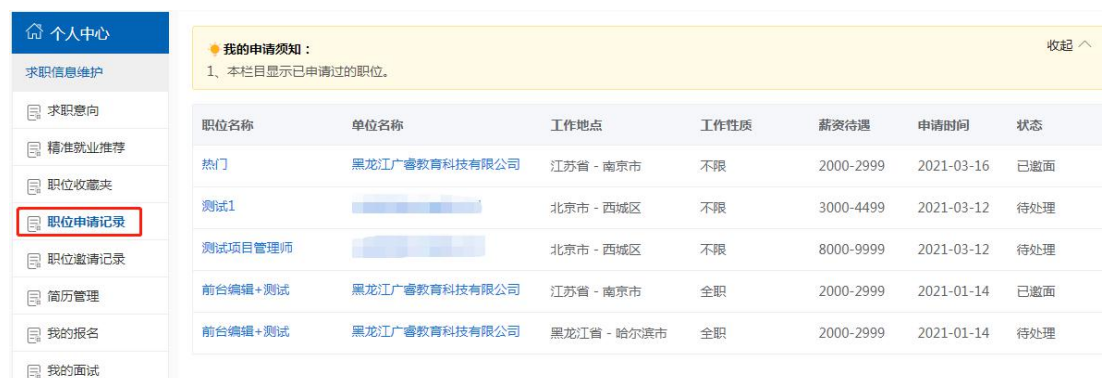 个人中心
求职信息维护
求职意向
精准就业推荐
职位收藏夹
职位申请记录
职位邀请记录
简历管理
我的报名
我的面试
我的申请须知：
收起
1、本栏目显示已申请过的职位。
职位名称 单位名称 工作地点 工作性质 薪资待遇 申请时间 状态
热门 黑龙江广睿教育科技有限公司 江苏省 - 南京市 不限 2000-2999 2021-03-16 已邀面
测试1 北京市 - 西城区 不限 3000-4499 2021-03-12 待处理
测试项目管理师 北京市 - 西城区 不限 8000-9999 2021-03-12 待处理
前台编辑+测试 黑龙江广睿教育科技有限公司 江苏省 - 南京市 全职 2000-2999 2021-01-14 已邀面
前台编辑+测试 黑龙江广睿教育科技有限公司 黑龙江省 - 哈尔滨市 全职 2000-2999 2021-01-14 待处理